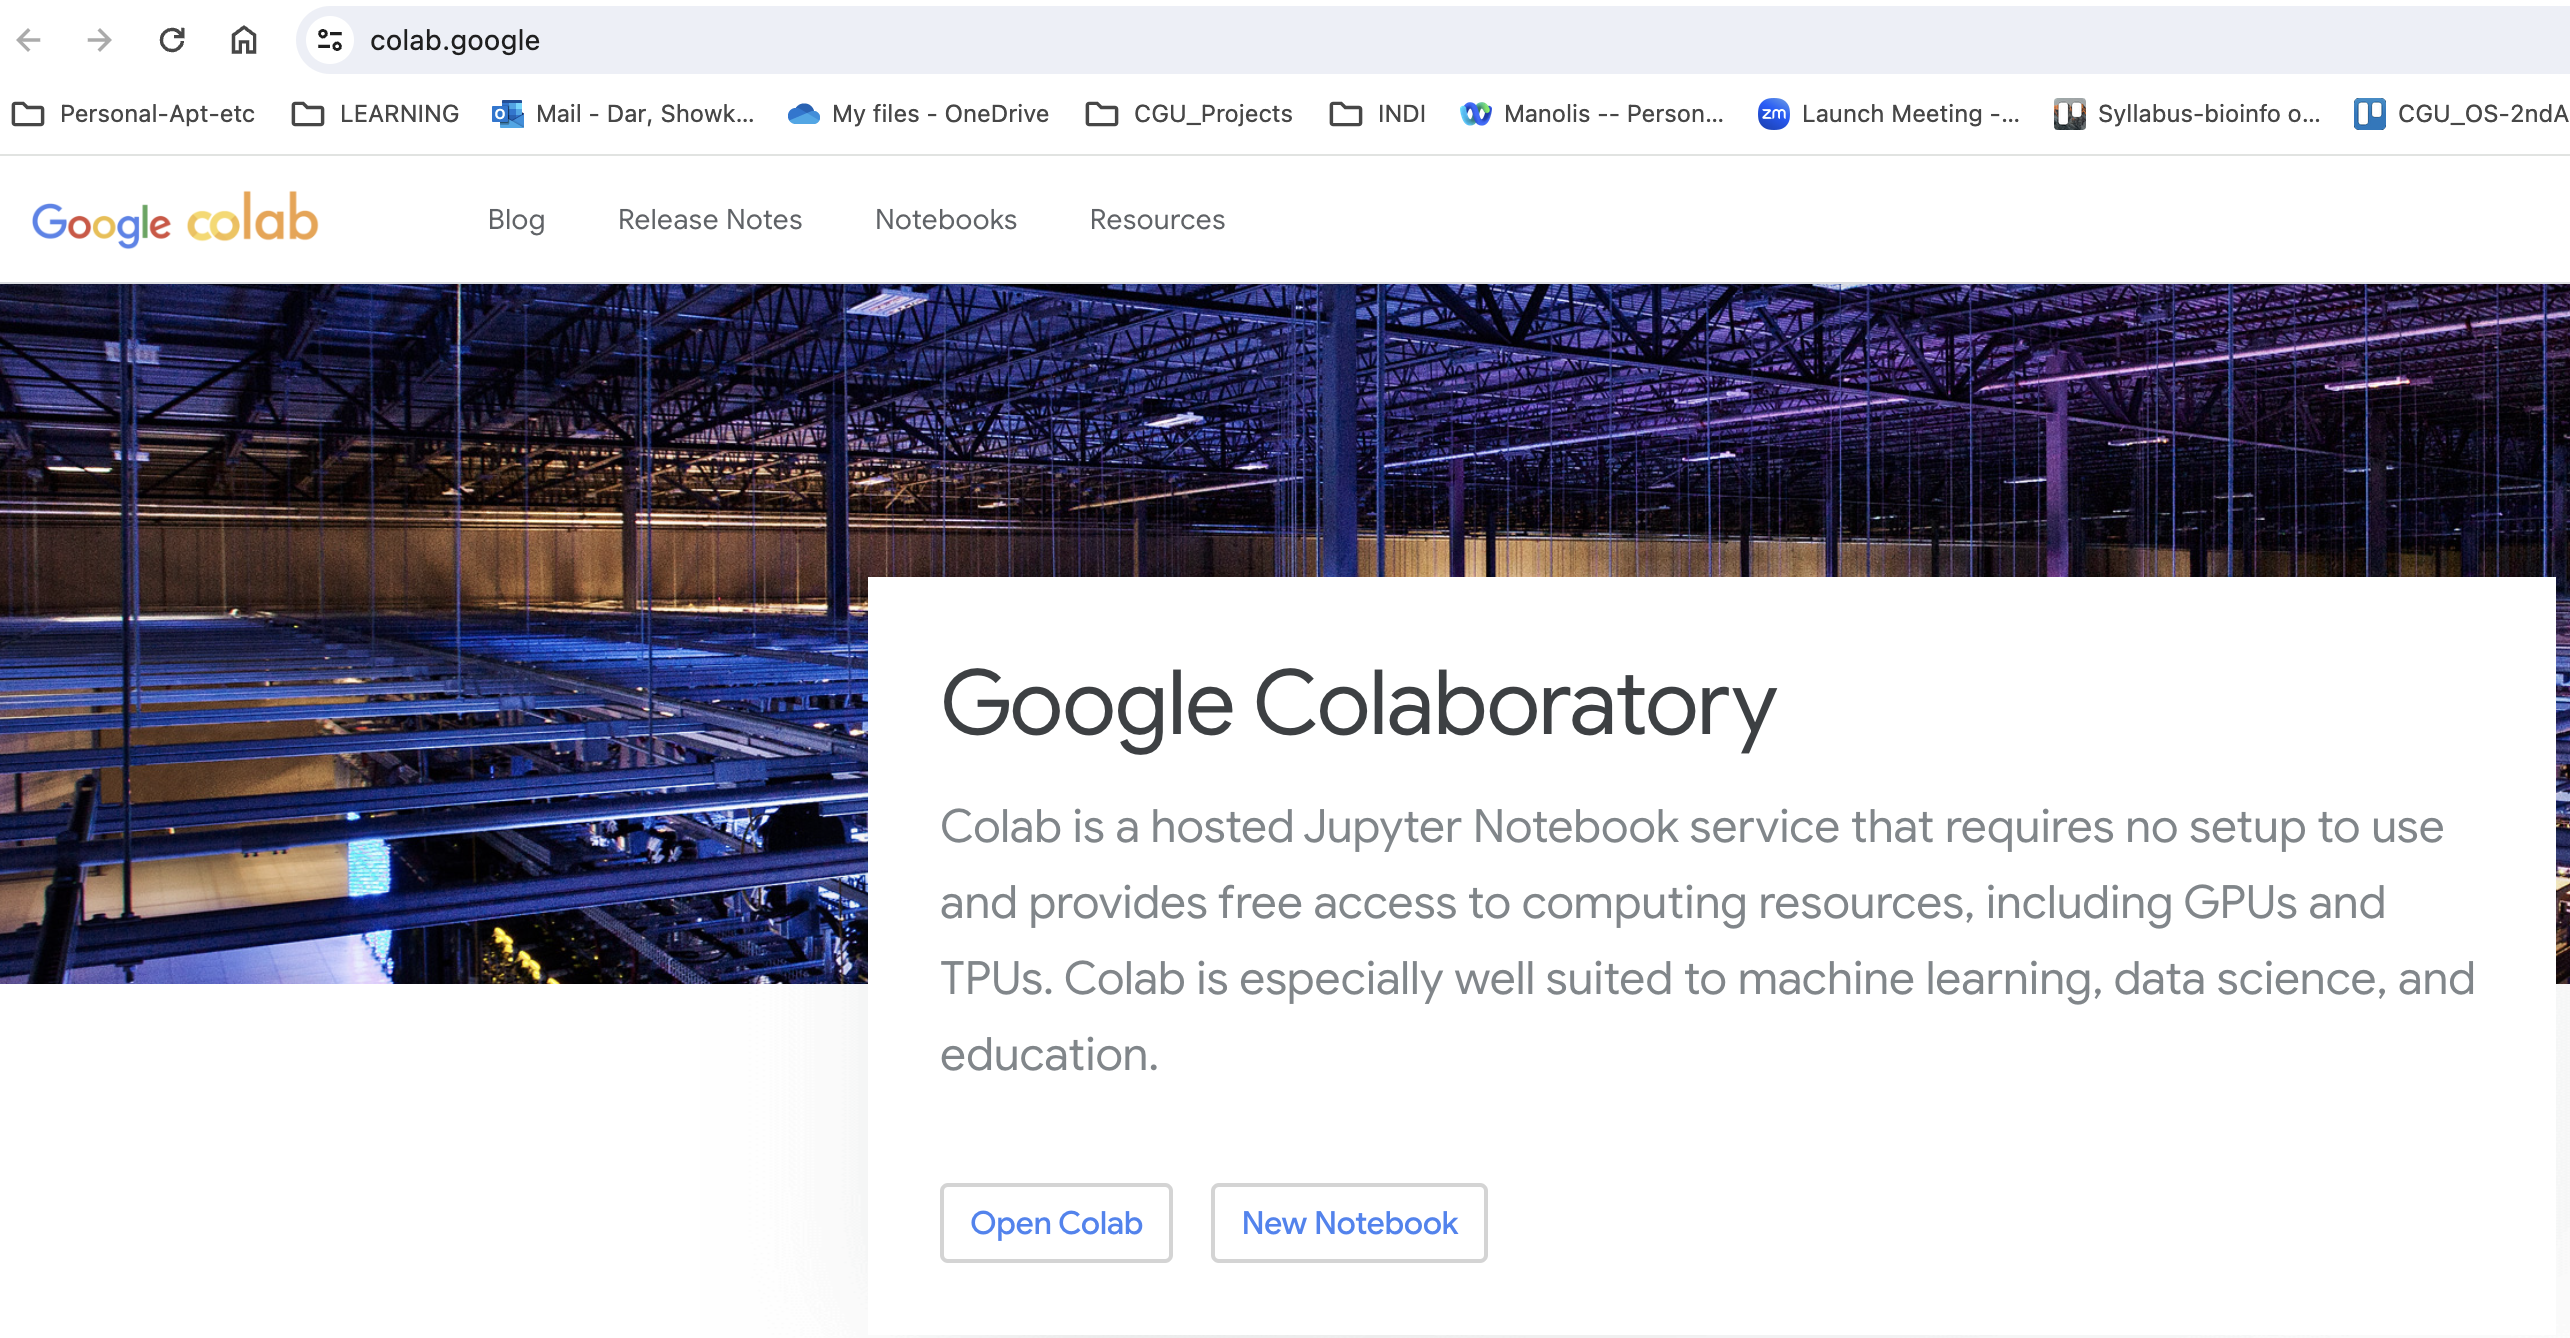 colab.google
Personal-Apt-etc LEARNING Mail - Dar, Showk... My files - OneDrive CGU_Projects INDI Manolis -- Person... zm Launch Meeting -... Syllabus-bioinfo o... CGU_OS-2ndA
Google colab Blog Release Notes Notebooks Resources
Google Colaboratory
Colab is a hosted Jupyter Notebook service that requires no setup to use
and provides free access to computing resources, including GPUs and
TPUs. Colab is especially well suited to machine learning, data science, and
education.
Open Colab New Notebook